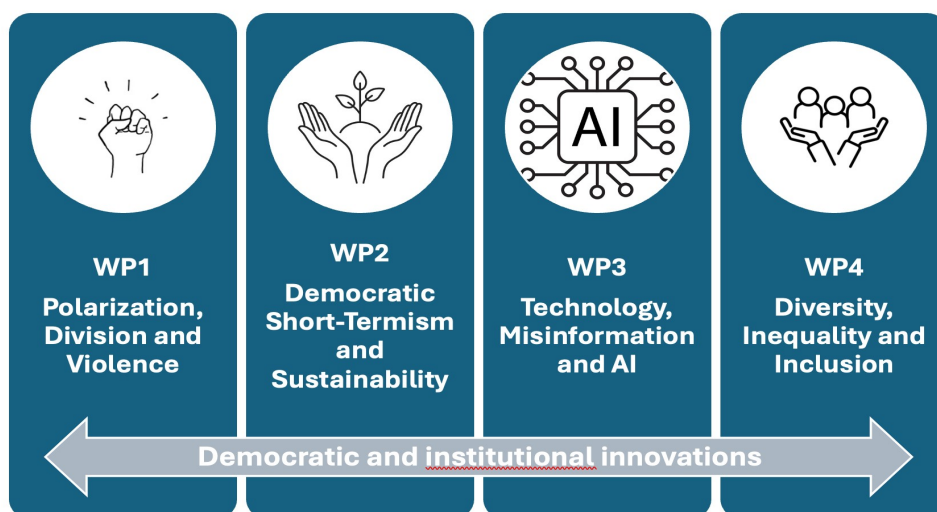 AI
WP1
Polarization,
Division and
Violence
WP2
Democratic
Short-Termism
and
Sustainability
WP3
Technology,
Misinformation
and AI
WP4
Diversity,
Inequality and
Inclusion
Democratic and institutional innovations